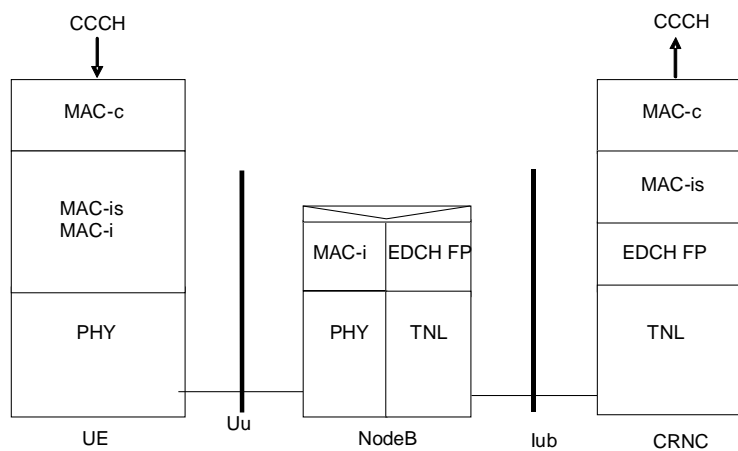 CCCH
CCCH
MAC-c
MAC-c
MAC-is
MAC-i
MAC-is
MAC-i
EDCH FP
EDCH FP
PHY
PHY
TNL
TNL
UE
Uu
NodeB
Iub
CRNC